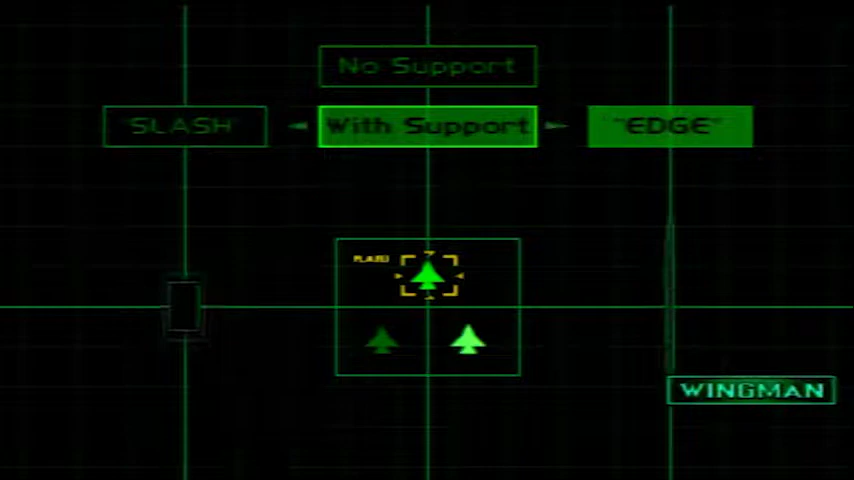 No Support
"SLASH"
With Support
"EDGE"
WINGMAN